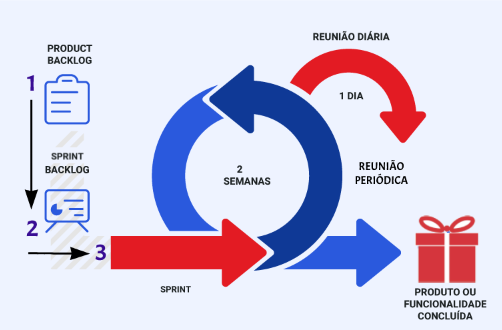 PRODUCT
BACKLOG
1
SPRINT
BACKLOG
2
3
SPRINT
2
SEMANAS
REUNIÃO DIÁRIA
1 DIA
REUNIÃO
PERIÔDICA
PRODUTO OU
FUNCIONALIDADE
CONCLUÍDA